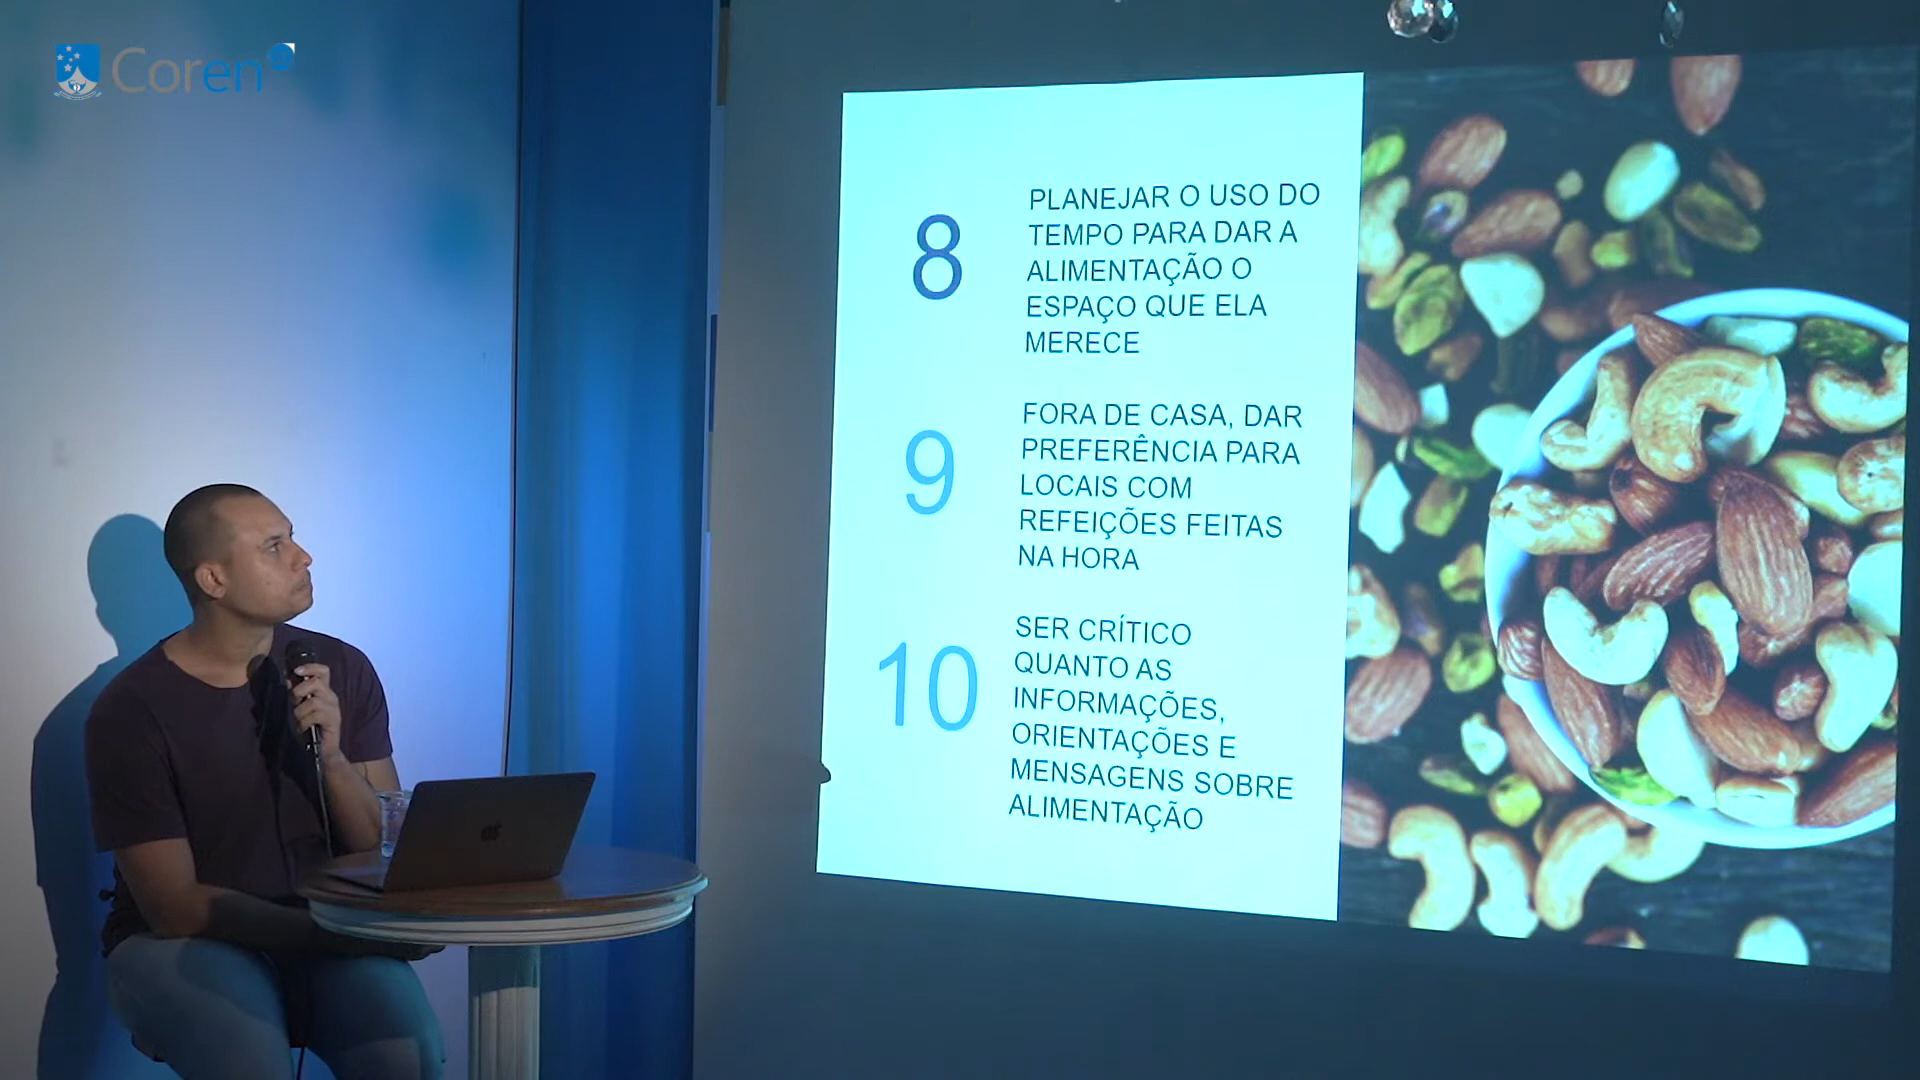 Coren
8
PLANEJAR O USO DO
TEMPO PARA DAR A
ALIMENTAÇÃO O
ESPAÇO QUE ELA
MERECE
9
FORA DE CASA, DAR
PREFERÊNCIA PARA
LOCAIS COM
REFEIÇÕES FEITAS
NA HORA
10
SER CRÍTICO
QUANTO AS
INFORMAÇÕES,
ORIENTAÇÕES E
MENSAGENS SOBRE
ALIMENTAÇÃO